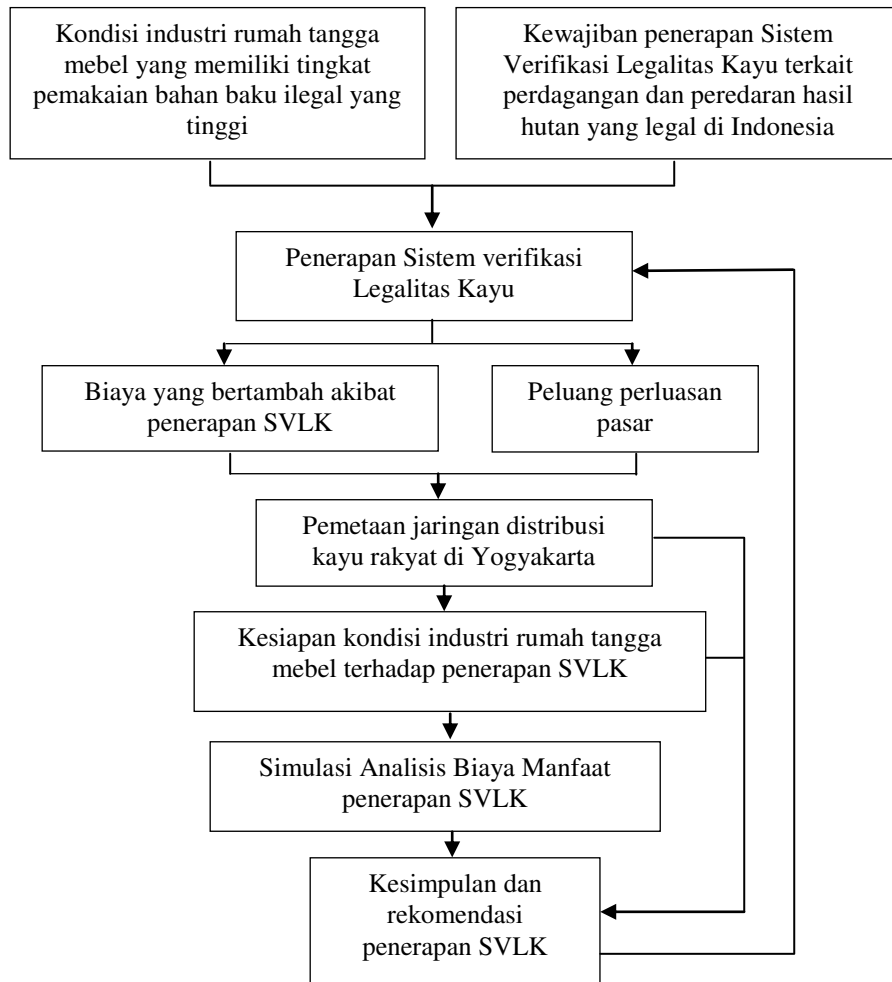 Kondisi industri rumah tangga
mebel yang memiliki tingkat
pemakaian bahan baku ilegal yang
tinggi
Kewajiban penerapan Sistem
Verifikasi Legalitas Kayu terkait
perdagangan dan peredaran hasil
hutan yang legal di Indonesia
Penerapan Sistem verifikasi
Legalitas Kayu
Biaya yang bertambah akibat
penerapan SVLK
Peluang perluasan
pasar
Pemetaan jaringan distribusi
kayu rakyat di Yogyakarta
Kesiapan kondisi industri rumah tangga
mebel terhadap penerapan SVLK
Simulasi Analisis Biaya Manfaat
penerapan SVLK
Kesimpulan dan
rekomendasi
penerapan SVLK